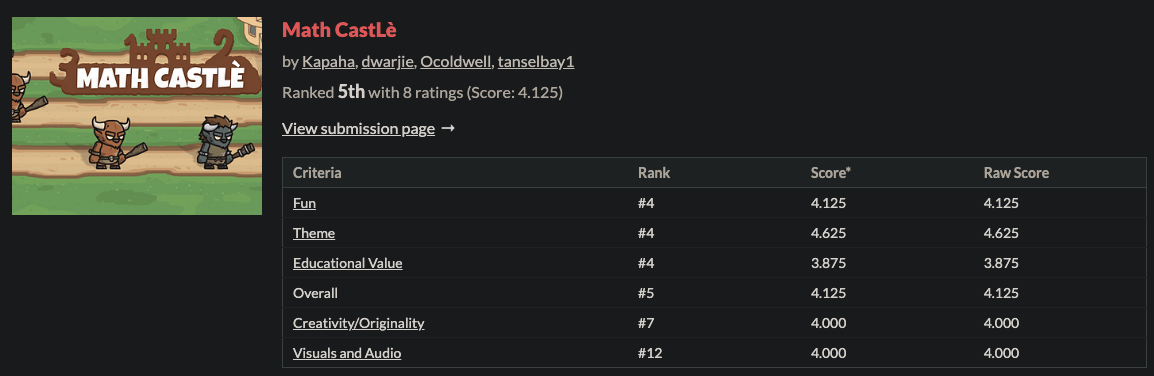 3 2
MATH CASTLÈ
Math CastLè
by Kapaha, dwarjie, Ocoldwell, tanselbay1
Ranked 5th with 8 ratings (Score: 4.125)
View submission page →
Criteria Rank Score* Raw Score
Fun #4 4.125 4.125
Theme #4 4.625 4.625
Educational Value #4 3.875 3.875
Overall #5 4.125 4.125
Creativity/Originality #7 4.000 4.000
Visuals and Audio #12 4.000 4.000